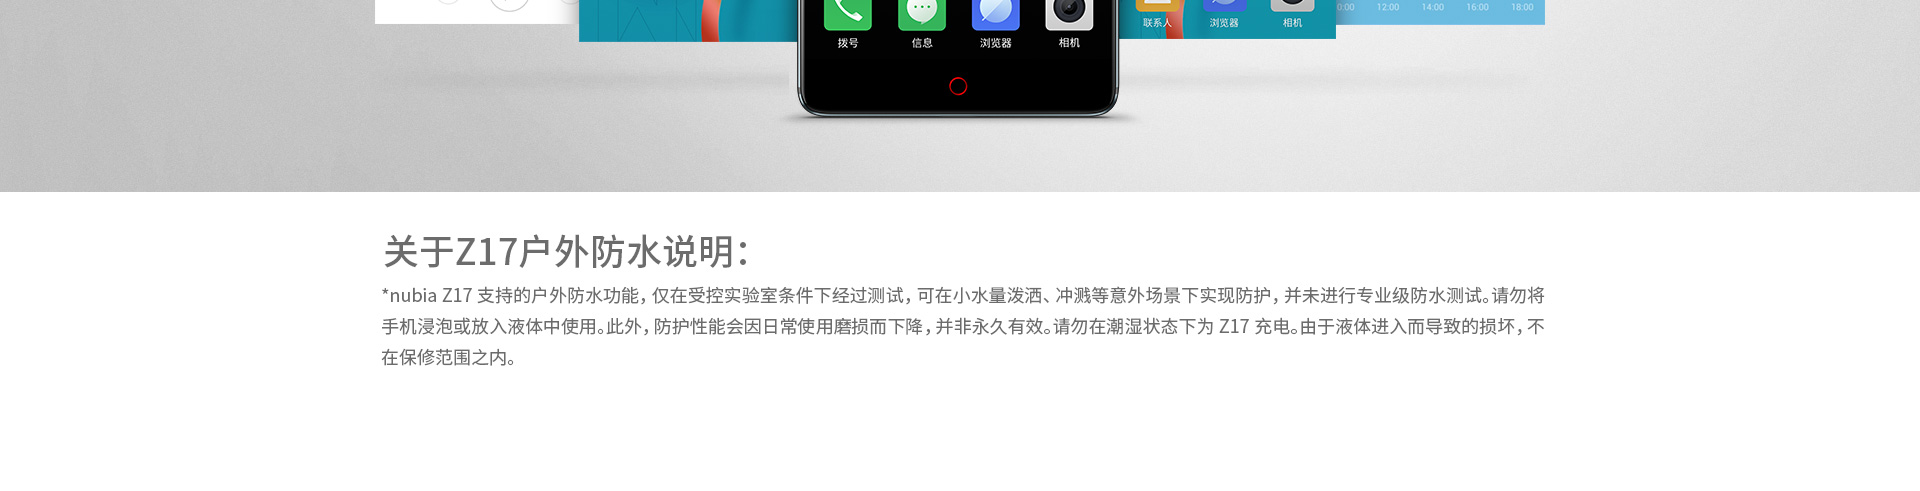 联系人 浏览器 相机
:00 12:00 14:00 16:00 18:00
拨号 信息 浏览器 相机
关于Z17户外防水说明：
*nubia Z17 支持的户外防水功能，仅在受控实验室条件下经过测试，可在小水量泼洒、冲溅等意外场景下实现防护，并未进行专业级防水测试。请勿将
手机浸泡或放入液体中使用。此外，防护性能会因日常使用磨损而下降，并非永久有效。请勿在潮湿状态下为 Z17 充电。由于液体进入而导致的损坏，不
在保修范围之内。